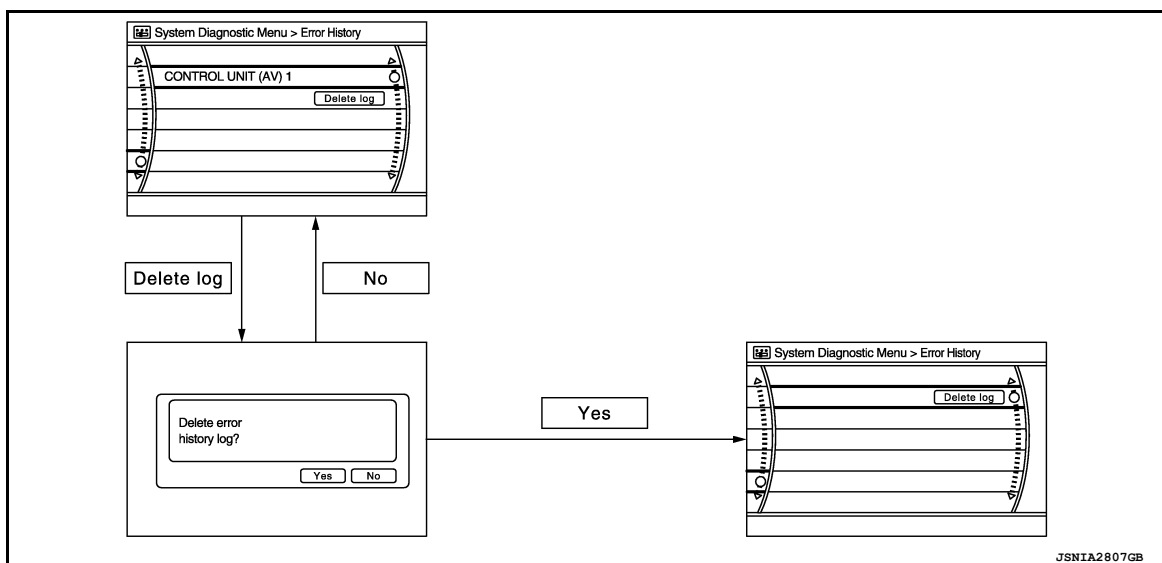 System Diagnostic Menu > Error History
CONTROL UNIT (AV) 1
Delete log
Delete log
No
Delete error
history log?
Yes
No
Yes
System Diagnostic Menu > Error History
Delete log
JSNIA2807GB